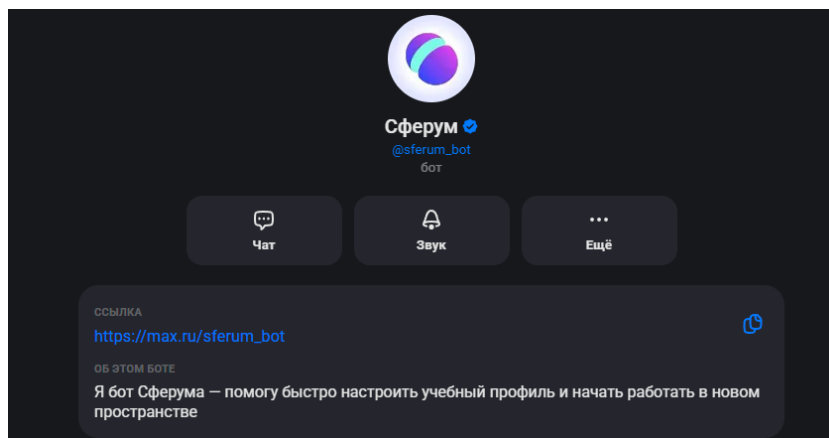 Сферум
@sferum_bot
бот
Чат
Звук
Ещё
ССЫЛКА
https://max.ru/sferum_bot
ОБ ЭТОМ БОТЕ
Я бот Сферума — помогу быстро настроить учебный профиль и начать работать в новом
пространстве